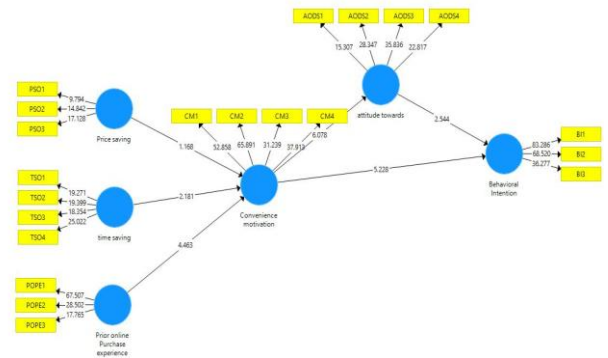 AODS1
AODS2
AODS3
AODS4
15.307
28.347
35.836
22.817
attitude towards
PSO1
PSO2
PSO3
9.794
14.842
17.128
Price saving
CM1
CM2
CM3
CM4
52.858
65.891
31.239
37.913
6.078
2.544
1.168
5.228
BI1
BI2
BI3
83.286
68.520
36.277
Behavioral
Intention
TSO1
TSO2
TSO3
TSO4
19.271
19.399
18.354
25.022
time saving
2.181
Convenience
motivation
4.463
POPE1
POPE2
POPE3
67.507
28.502
17.765
Prior online
Purchase
experience